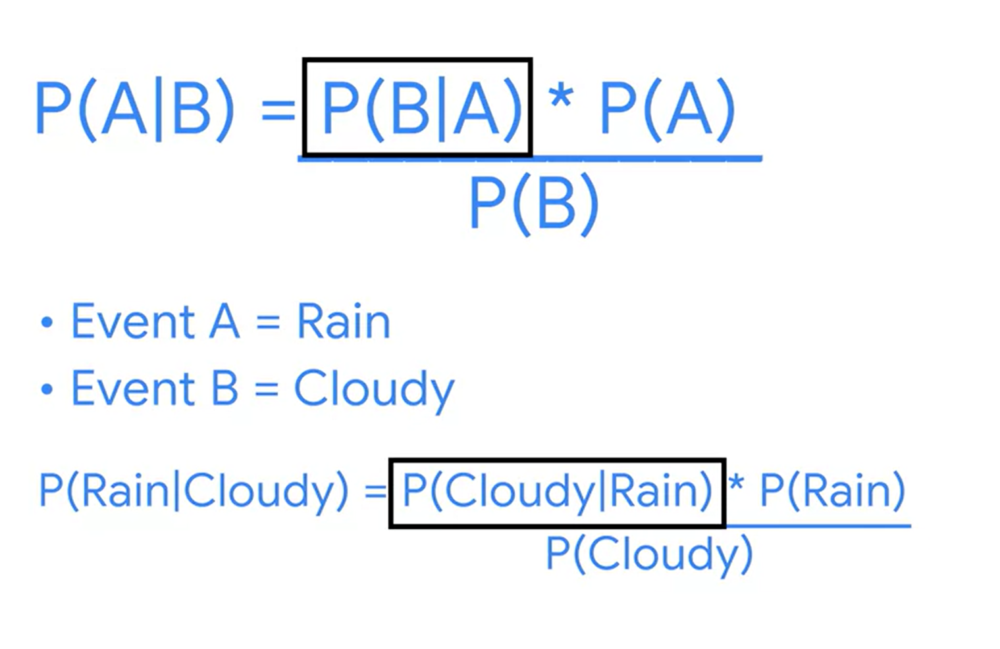 P(A|B) = P(B|A) * P(A)
P(B)
• Event A = Rain
• Event B = Cloudy
P(Rain|Cloudy) = P(Cloudy|Rain) * P(Rain)
P(Cloudy)